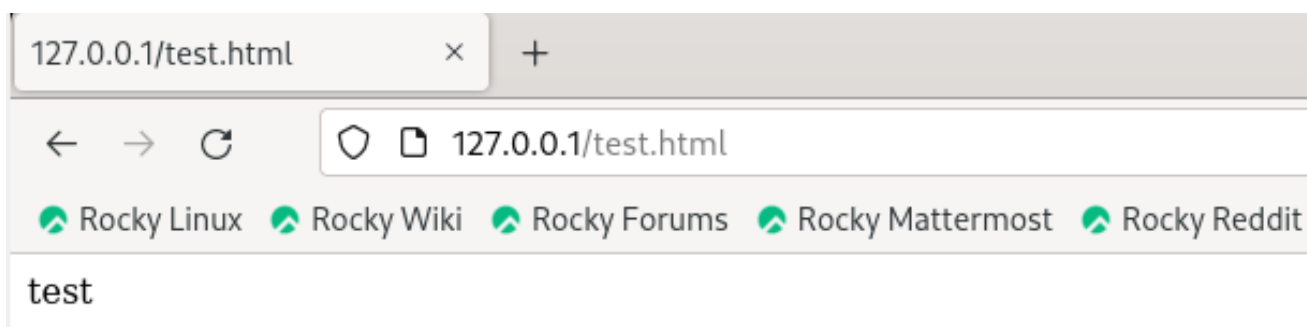 127.0.0.1/test.html
127.0.0.1/test.html
Rocky Linux Rocky Wiki Rocky Forums Rocky Mattermost Rocky Reddit
test